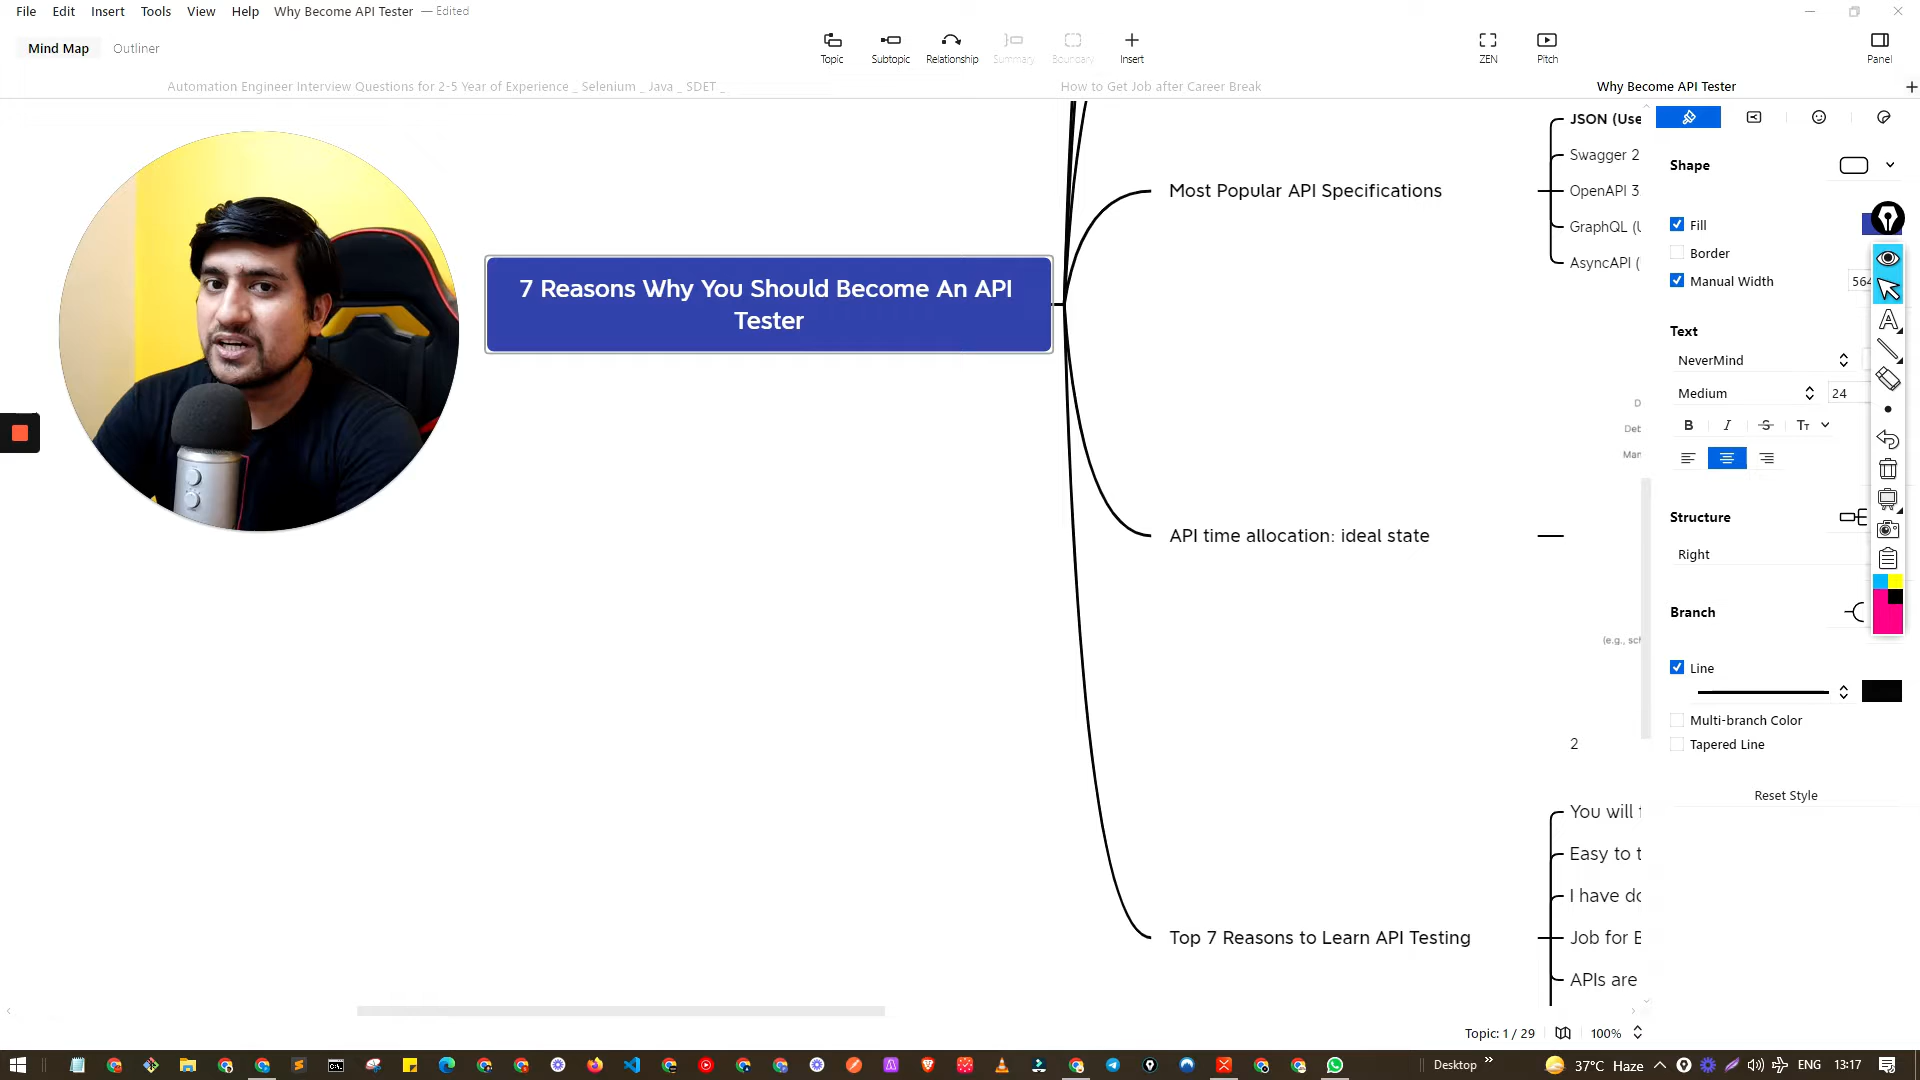 File Edit Insert Tools View Help Why Become API Tester — Edited
Mind Map Outliner
Topic Subtopic Relationship Summary Boundary Insert ZEN Pitch Panel
Automation Engineer Interview Questions for 2-5 Year of Experience _ Selenium _ Java _ SDET _
How to Get Job after Career Break
Why Become API Tester
7 Reasons Why You Should Become An API
Tester
Most Popular API Specifications
JSON (Use
Swagger 2
OpenAPI 3
GraphQL (U
AsyncAPI (
API time allocation: ideal state
D
Det
Mar
(e.g., sch
2
Top 7 Reasons to Learn API Testing
You will f
Easy to t
I have do
Job for B
APIs are
Shape
Fill
Border
Manual Width 564
Text
NeverMind
Medium 24
B I S Tт
Structure
Right
Branch
Line
Multi-branch Color
Tapered Line
Reset Style
Topic: 1 / 29 100%
Desktop 37°C Haze ENG 13:17